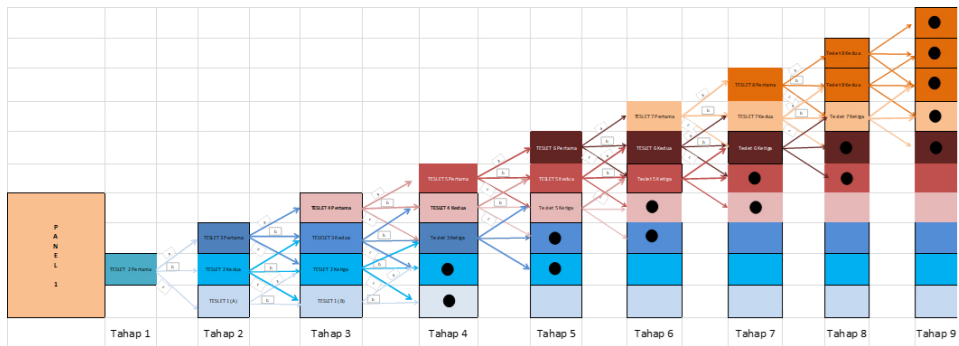 P
A
N
E
L
1
TESLET 2 Pertama
Tahap 1
TESLET 3 Pertama
TESLET 2 Kedua
TESLET 1 (A)
Tahap 2
TESLET 4 Pertama
TESLET 3 Kedua
TESLET 2 Ketiga
TESLET 1 (B)
Tahap 3
TESLET 5 Pertama
TESLET 4 Kedua
Teslet 3 Ketiga
Tahap 4
TESLET 6 Pertama
TESLET 5 Kedua
Teslet 4 Ketiga
Tahap 5
TESLET 7 Pertama
TESLET 6 Kedua
Teslet 5 Ketiga
Tahap 6
TESLET 8 Pertama
TESLET 7 Kedua
Teslet 6 Ketiga
Tahap 7
Teslet 8 Kedua
Teslet 7 Ketiga
Tahap 8
Tahap 9